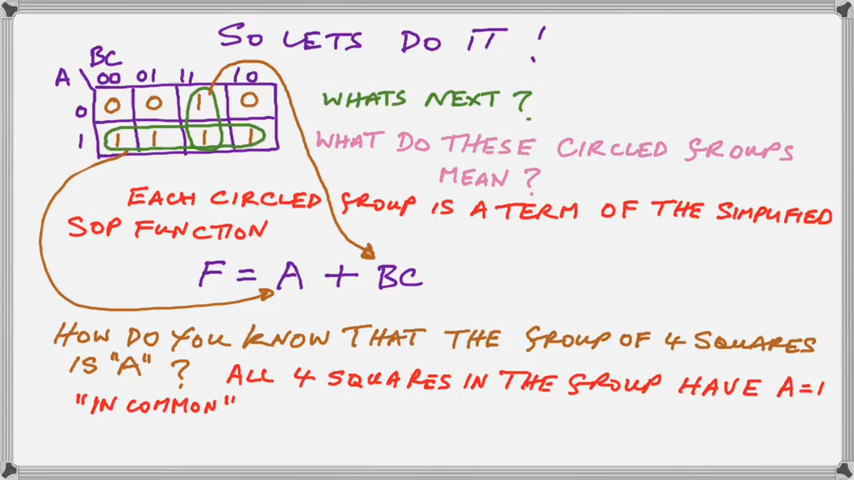 SO LETS DO IT !
BC
A 00 01 11 10
0 0 0 1 0
1 1 1 1 1
WHATS NEXT ?
WHAT DO THESE CIRCLED GROUPS
MEAN ?
EACH CIRCLED GROUP IS A TERM OF THE SIMPLIFIED
SOP FUNCTION
F = A + BC
HOW DO YOU KNOW THAT THE GROUP OF 4 SQUARES
IS "A" ?
ALL 4 SQUARES IN THE GROUP HAVE A=1
"IN COMMON"